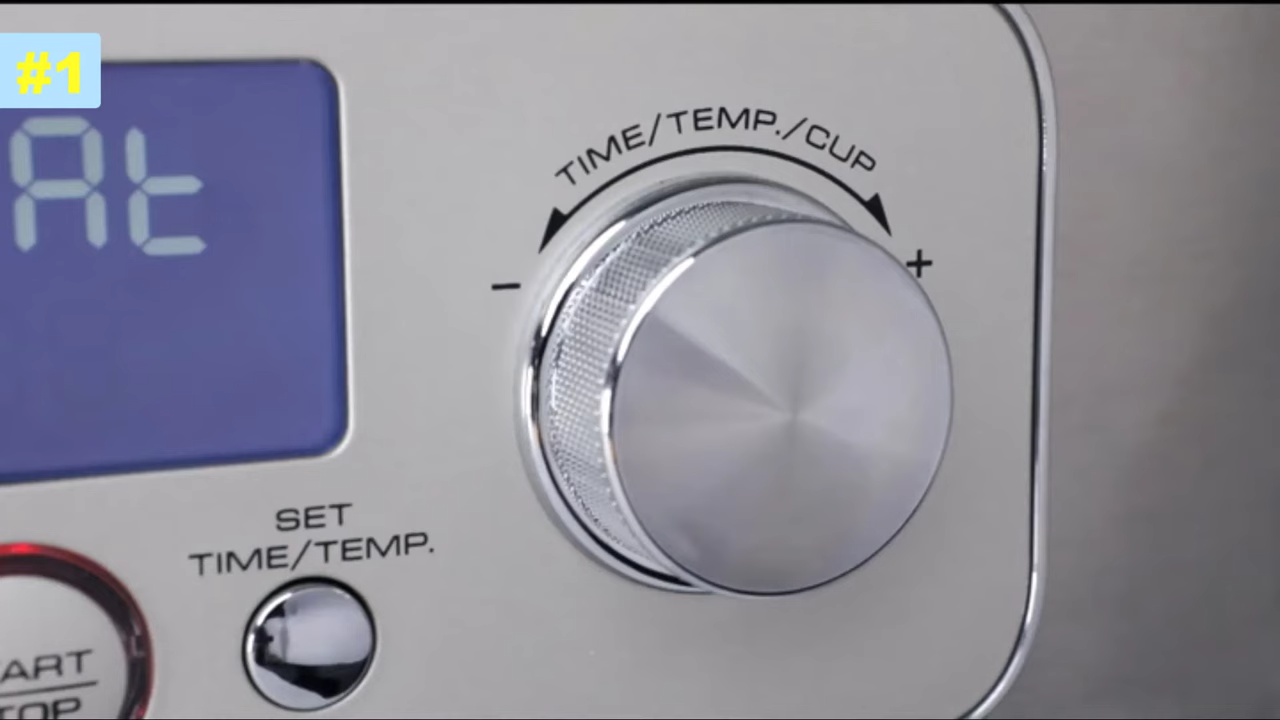 #1
At
TIME/TEMP./CUP
-
+
SET
TIME/TEMP.
ART
TOP